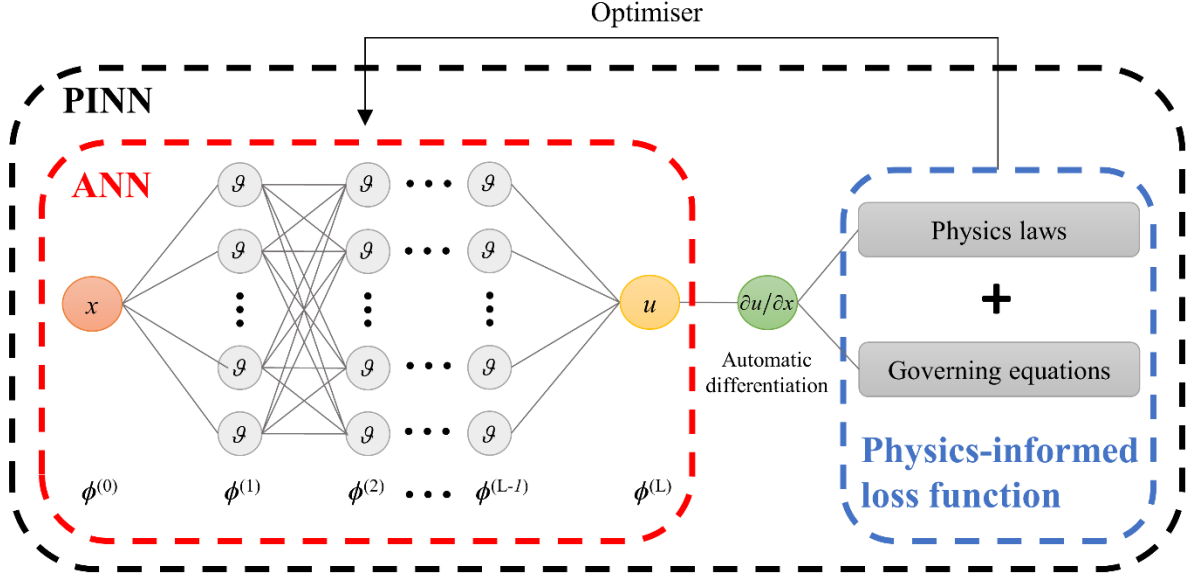 Optimiser
PINN
ANN
ϑ ϑ ϑ
ϑ ϑ ϑ
x u ∂u/∂x
ϑ ϑ ϑ
ϑ ϑ ϑ
Physics laws
+
Governing equations
Automatic
differentiation
Physics-informed
loss function
ϕ(0) ϕ(1) ϕ(2) ϕ(L-1) ϕ(L)